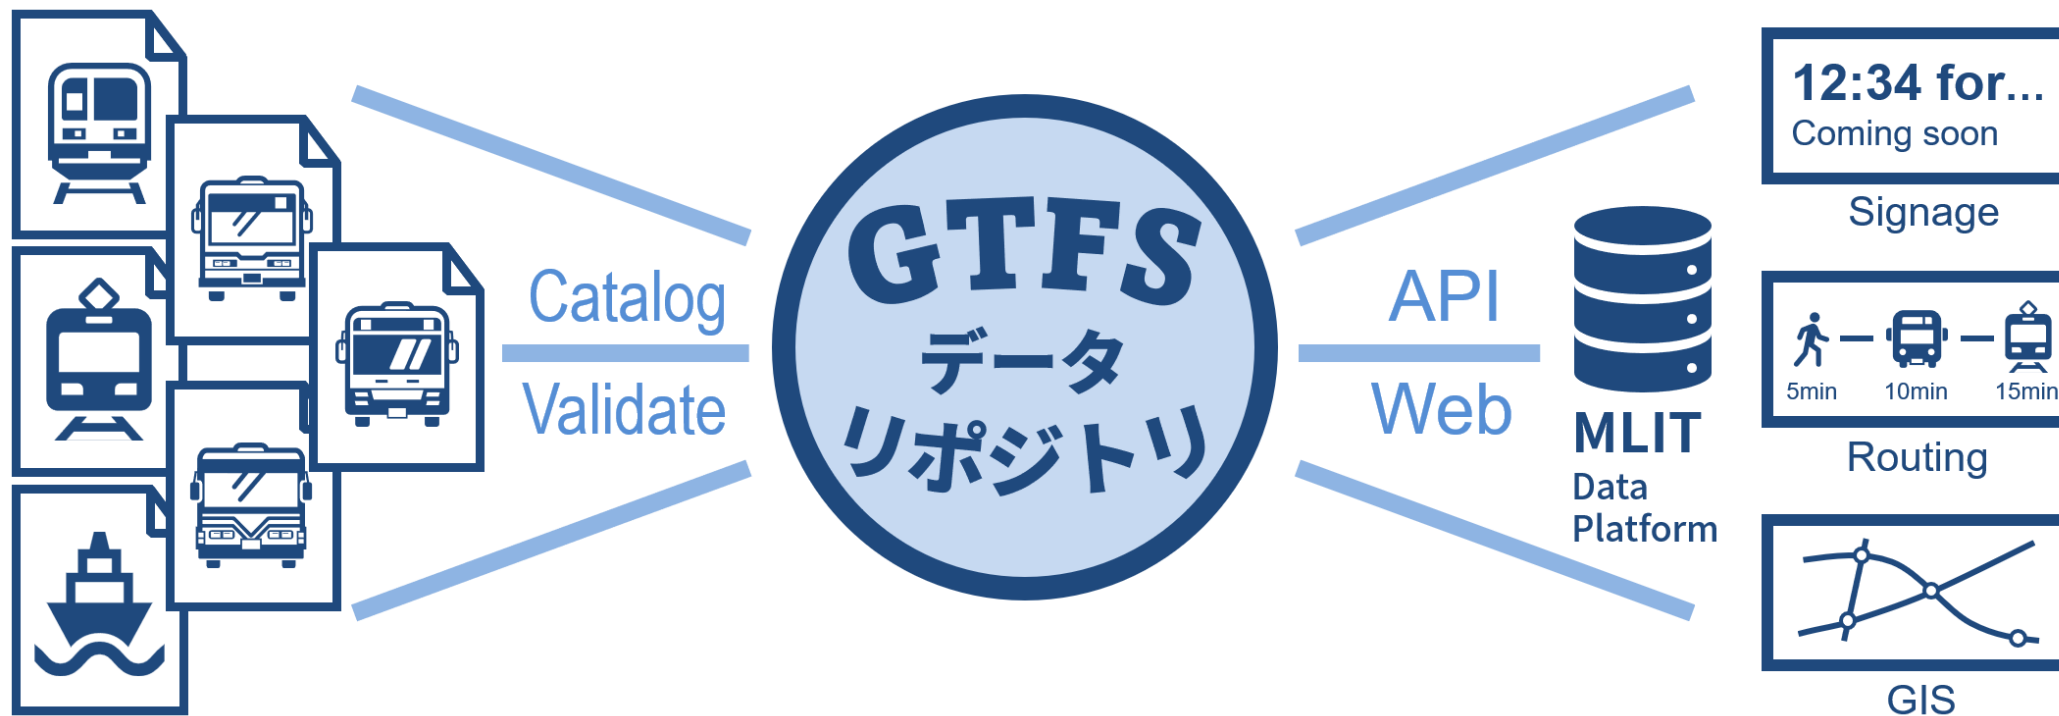 Catalog
Validate
GTFS
データ
リポジトリ
API
Web
MLIT
Data
Platform
12:34 for...
Coming soon
Signage
5min
10min
15min
Routing
GIS